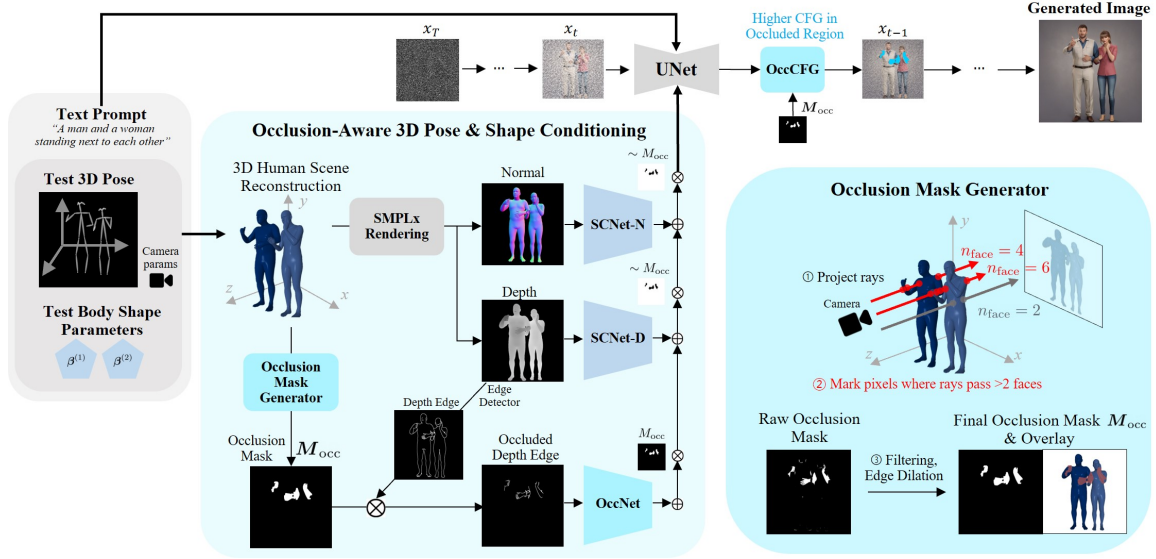 Text Prompt
“A man and a woman
standing next to each other”
Test 3D Pose
Camera
params
Test Body Shape
Parameters
β⁽¹⁾ β⁽²⁾
x_T
x_t
...
UNet
Higher CFG in
Occluded Region
OccCFG
M_occ
x_{t−1}
...
Generated Image
Occlusion-Aware 3D Pose & Shape Conditioning
3D Human Scene
Reconstruction
y
z
x
SMPLx
Rendering
Normal
SCNet-N
∼ M_occ
Depth
SCNet-D
∼ M_occ
Occlusion
Mask
Generator
Edge
Detector
Depth Edge
Occlusion
Mask
M_occ
Occluded
Depth Edge
OccNet
M_occ
Occlusion Mask Generator
① Project rays
Camera
y
z
x
n_face = 4
n_face = 6
n_face = 2
② Mark pixels where rays pass >2 faces
Raw Occlusion
Mask
③ Filtering,
Edge Dilation
Final Occlusion Mask M_occ
& Overlay